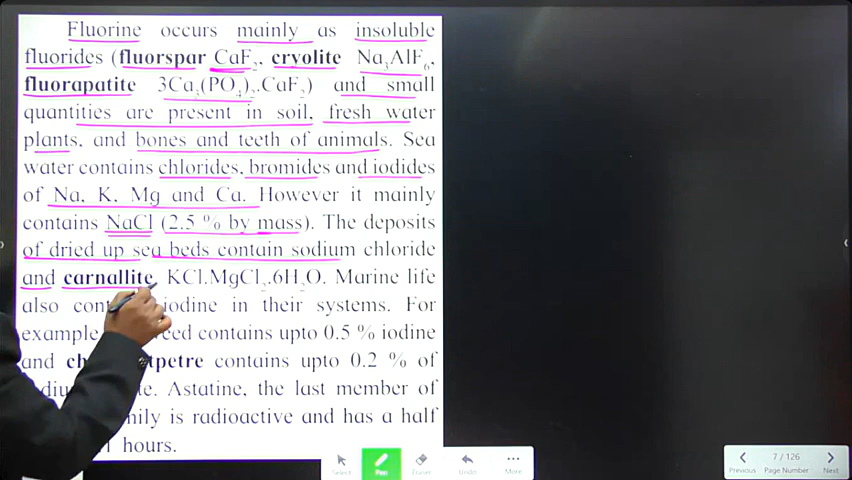 Fluorine occurs mainly as insoluble
fluorides (fluorspar CaF₂, cryolite Na₃AlF₆,
fluorapatite 3Ca₃(PO₄)₂.CaF₂) and small
quantities are present in soil, fresh water
plants, and bones and teeth of animals. Sea
water contains chlorides, bromides and iodides
of Na, K, Mg and Ca. However it mainly
contains NaCl (2.5 % by mass). The deposits
of dried up sea beds contain sodium chloride
and carnallite, KCl.MgCl₂.6H₂O. Marine life
also iodine in their systems. For
example contains upto 0.5 % iodine
and contains upto 0.2 % of
Astatine, the last member of
is radioactive and has a half
hours.
Select
Pen
Eraser
Undo
More
7 / 126
Previous Page Number Next